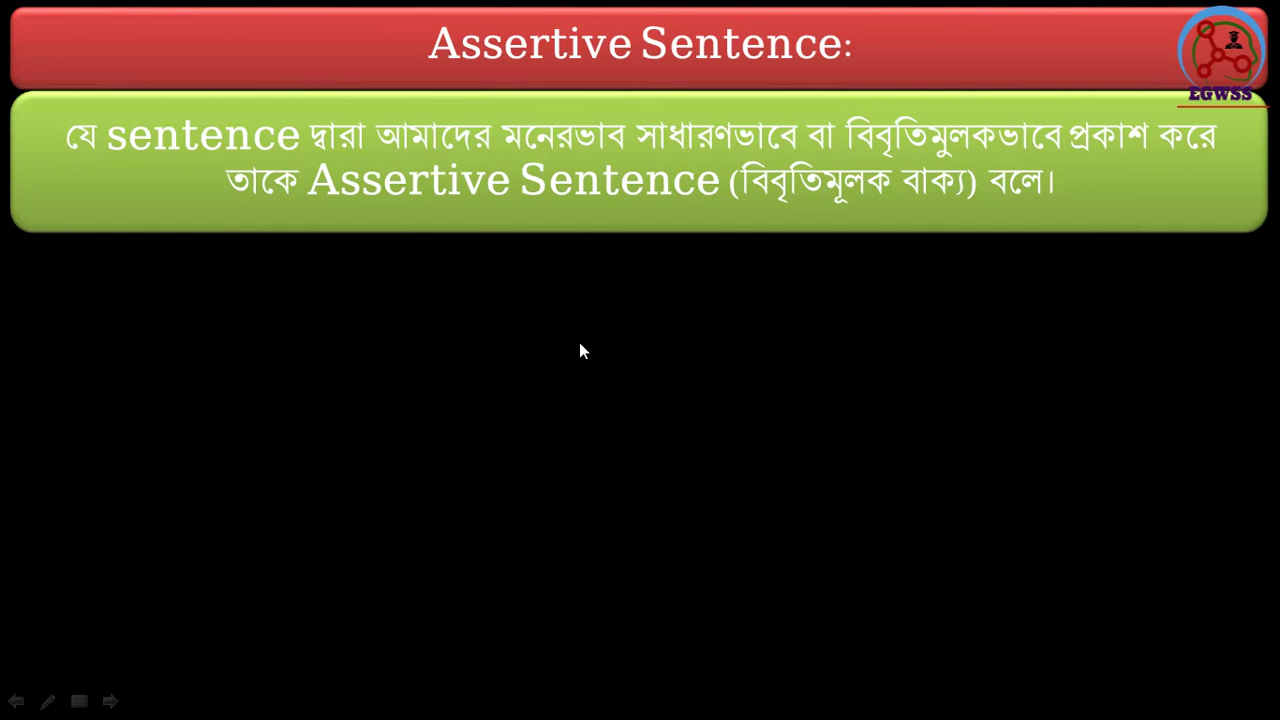 Assertive Sentence:
EGWSS
যে sentence দ্বারা আমাদের মনেরভাব সাধারণভাবে বা বিবৃতিমুলকভাবে প্রকাশ করে
তাকে Assertive Sentence (বিবৃতিমূলক বাক্য) বলে।